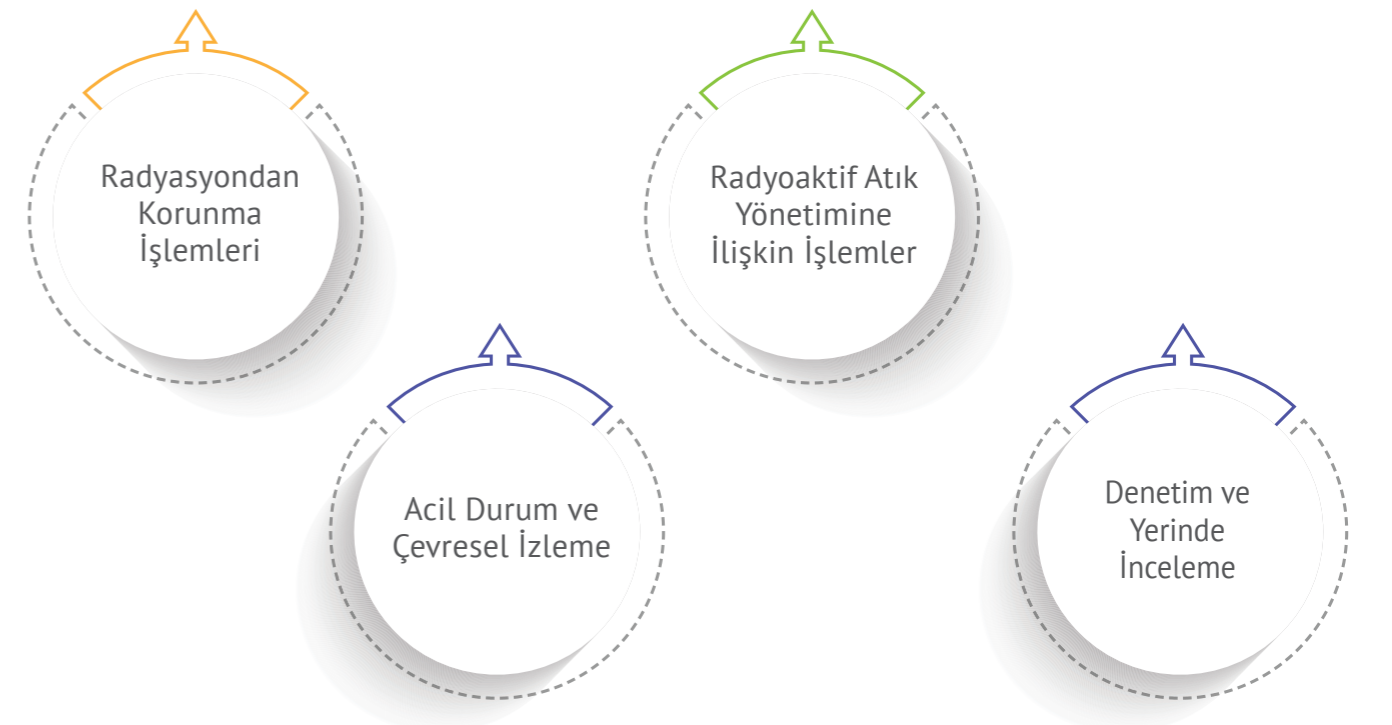 Radyasyondan
Korunma
İşlemleri
Radyoaktif Atık
Yönetimine
İlişkin İşlemler
Acil Durum ve
Çevresel İzleme
Denetim ve
Yerinde
İnceleme